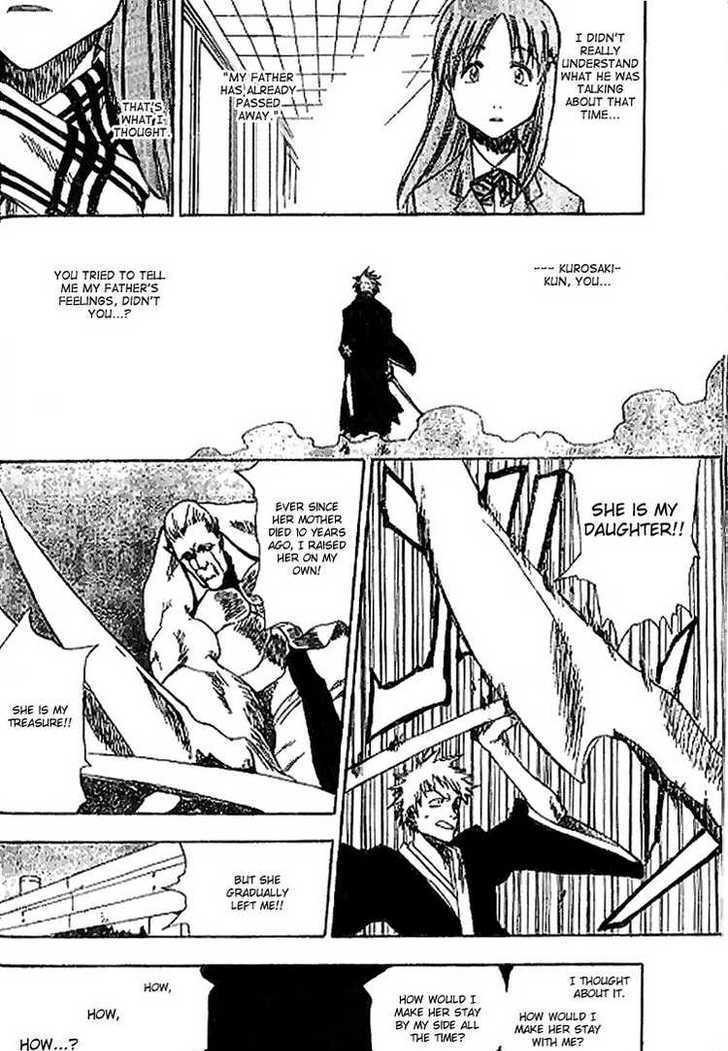 I DIDN'T
REALLY
UNDERSTAND
WHAT HE WAS
TALKING
ABOUT THAT
TIME...
"MY FATHER
HAS ALREADY
PASSED
AWAY."
THAT'S
WHAT I
THOUGHT.
--- KUROSAKI-
KUN, YOU...
YOU TRIED TO TELL
ME MY FATHER'S
FEELINGS, DIDN'T
YOU...?
SHE IS MY
DAUGHTER!!
EVER SINCE
HER MOTHER
DIED 10 YEARS
AGO, I RAISED
HER ON MY
OWN!
SHE IS MY
TREASURE!!
BUT SHE
GRADUALLY
LEFT ME!!
I THOUGHT
ABOUT IT.
HOW WOULD I
MAKE HER STAY
WITH ME?
HOW WOULD I
MAKE HER STAY
BY MY SIDE ALL
THE TIME?
HOW,
HOW,
HOW...?